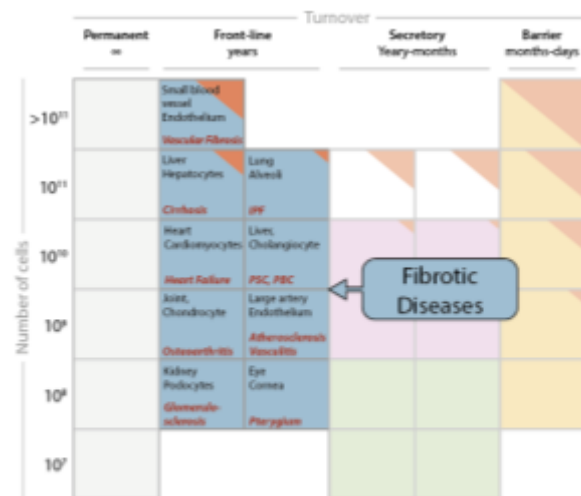 Turnover
Permanent
∞
Front-line
years
Secretory
Yeary-months
Barrier
months-days
Number of cells
>10¹¹
Small blood
vessel
Endothelium
Vascular Fibrosis
10¹¹
Liver
Hepatocytes
Cirrhosis
Lung
Alveoli
IPF
10¹⁰
Heart
Cardiomyocytes
Heart Failure
Liver,
Cholangiocyte
PSC, PBC
Fibrotic
Diseases
10⁹
Joint,
Chondrocyte
Osteoarthritis
Large artery
Endothelium
Atherosclerosis
Vasculitis
10⁸
Kidney
Podocytes
Glomerulo-
sclerosis
Eye
Cornea
Pterygium
10⁷